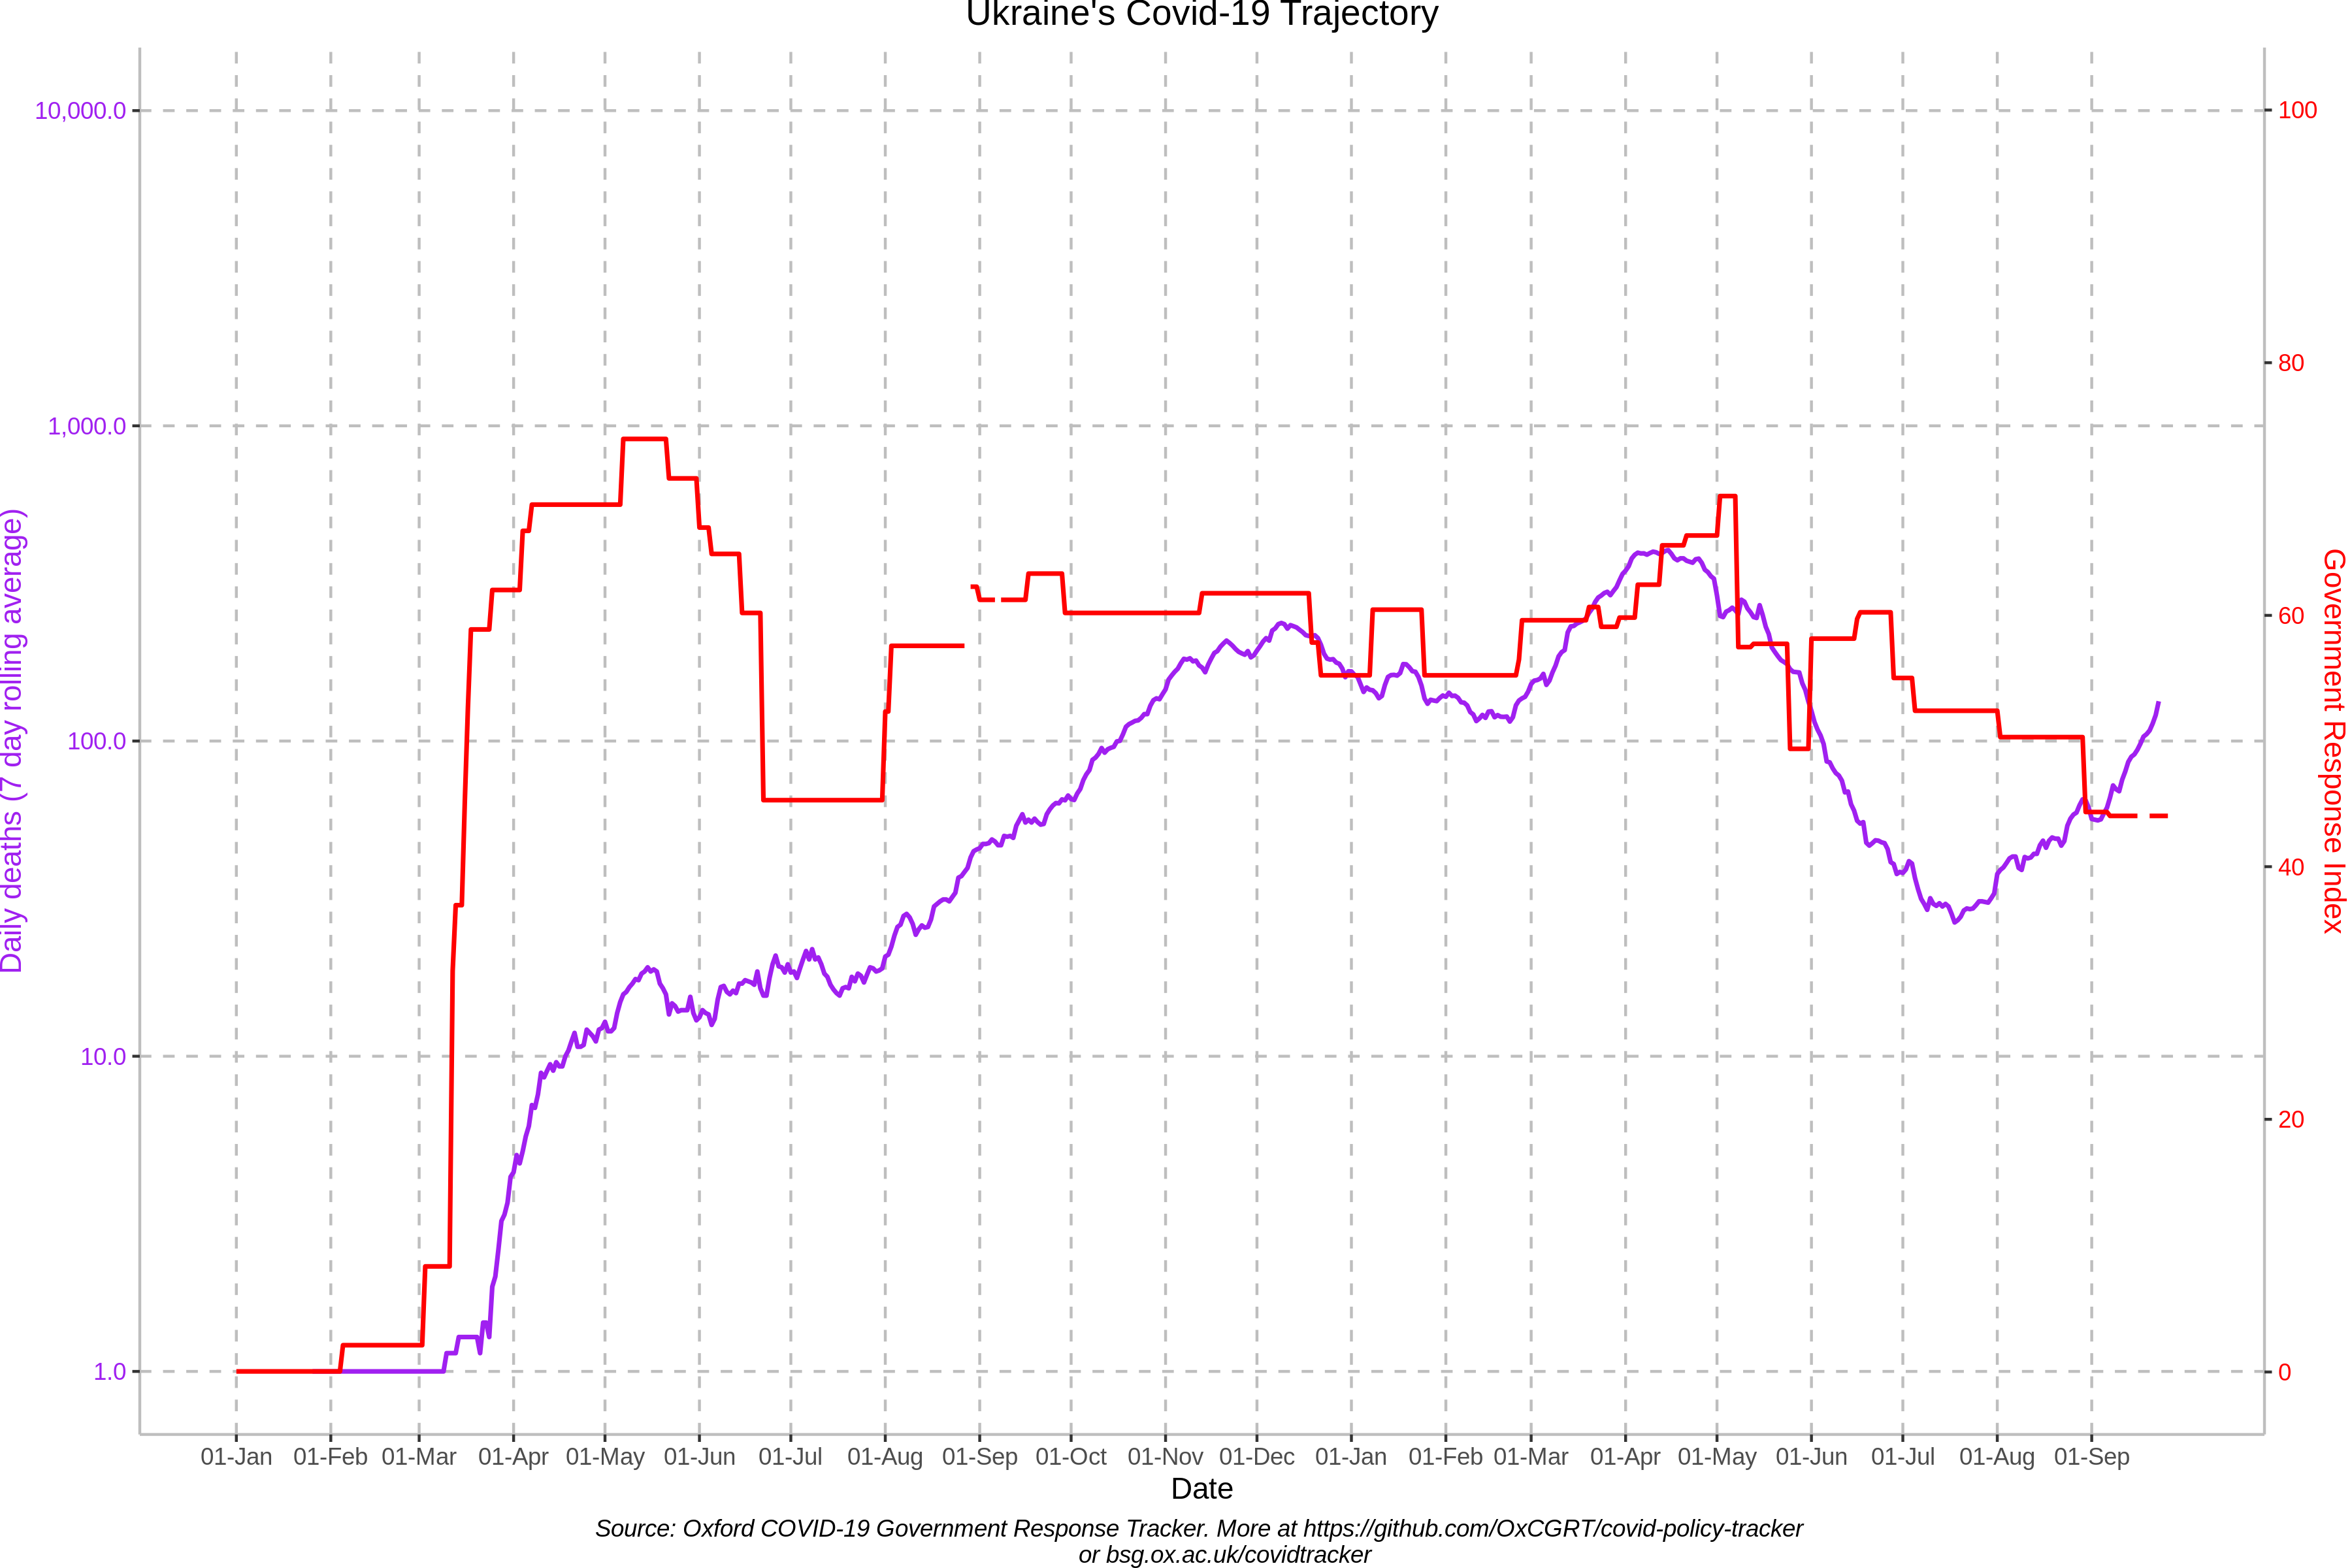 Ukraine's Covid-19 Trajectory
10,000.0
1,000.0
100.0
10.0
1.0
Daily deaths (7 day rolling average)
100
80
60
40
20
0
Government Response Index
01-Jan 01-Feb 01-Mar 01-Apr 01-May 01-Jun 01-Jul 01-Aug 01-Sep 01-Oct 01-Nov 01-Dec 01-Jan 01-Feb 01-Mar 01-Apr 01-May 01-Jun 01-Jul 01-Aug 01-Sep
Date
Source: Oxford COVID-19 Government Response Tracker. More at https://github.com/OxCGRT/covid-policy-tracker
or bsg.ox.ac.uk/covidtracker